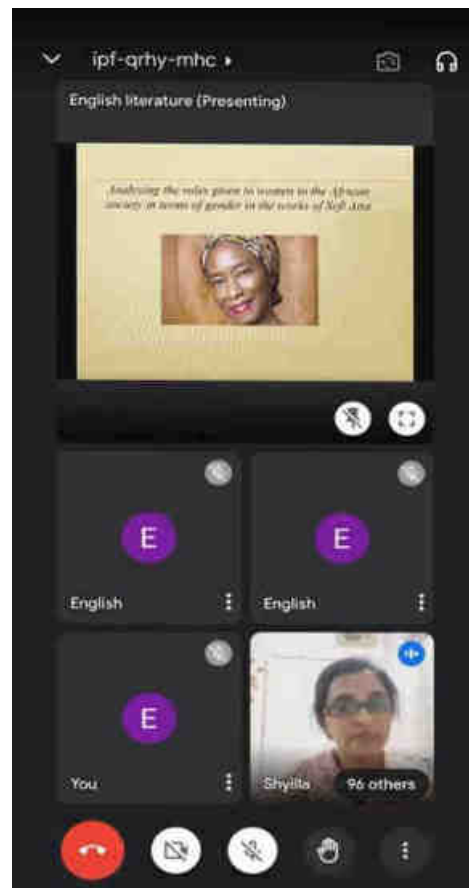 ipf-qrhy-mhc
English literature (Presenting)
Analysing the roles given to women in the African
society in terms of gender in the works of Sefi Atta
E
E
English
English
E
You
Shyilla
96 others